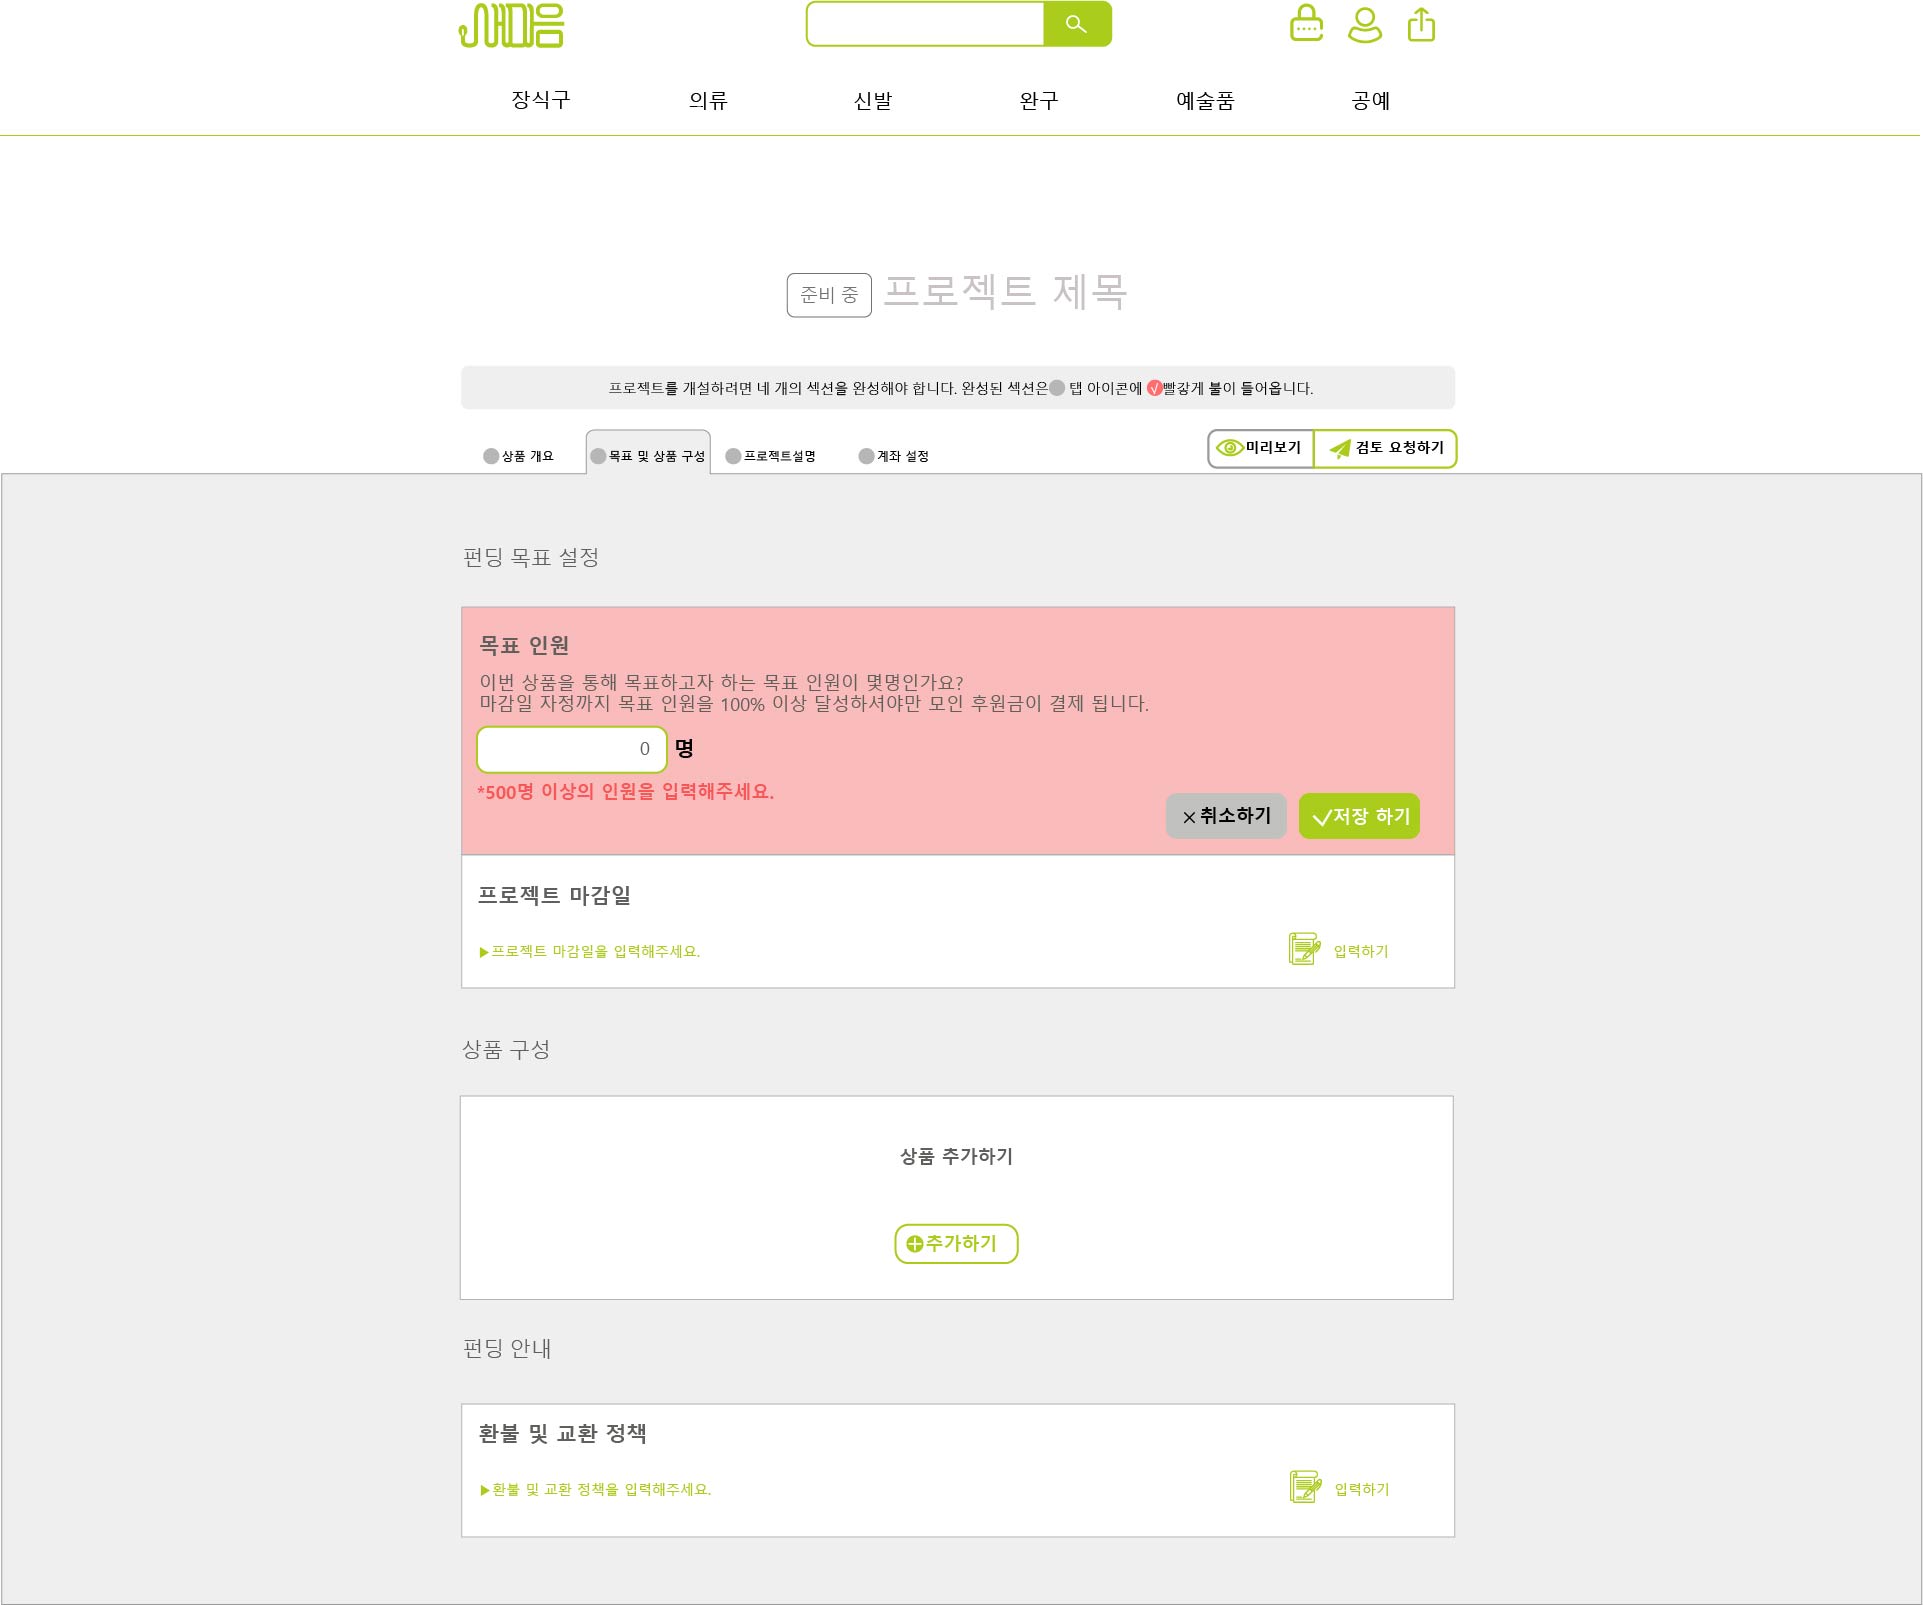 새마음
장식구 의류 신발 완구 예술품 공예
준비 중 프로젝트 제목
프로젝트를 개설하려면 네 개의 섹션을 완성해야 합니다. 완성된 섹션은 탭 아이콘에 √빨갛게 불이 들어옵니다.
상품 개요 목표 및 상품 구성 프로젝트설명 계좌 설정 미리보기 검토 요청하기
펀딩 목표 설정
목표 인원
이번 상품을 통해 목표하고자 하는 목표 인원이 몇명인가요?
마감일 자정까지 목표 인원을 100% 이상 달성하셔야만 모인 후원금이 결제 됩니다.
0 명
*500명 이상의 인원을 입력해주세요.
×취소하기 ✓저장 하기
프로젝트 마감일
▶프로젝트 마감일을 입력해주세요. 입력하기
상품 구성
상품 추가하기
추가하기
펀딩 안내
환불 및 교환 정책
▶환불 및 교환 정책을 입력해주세요. 입력하기